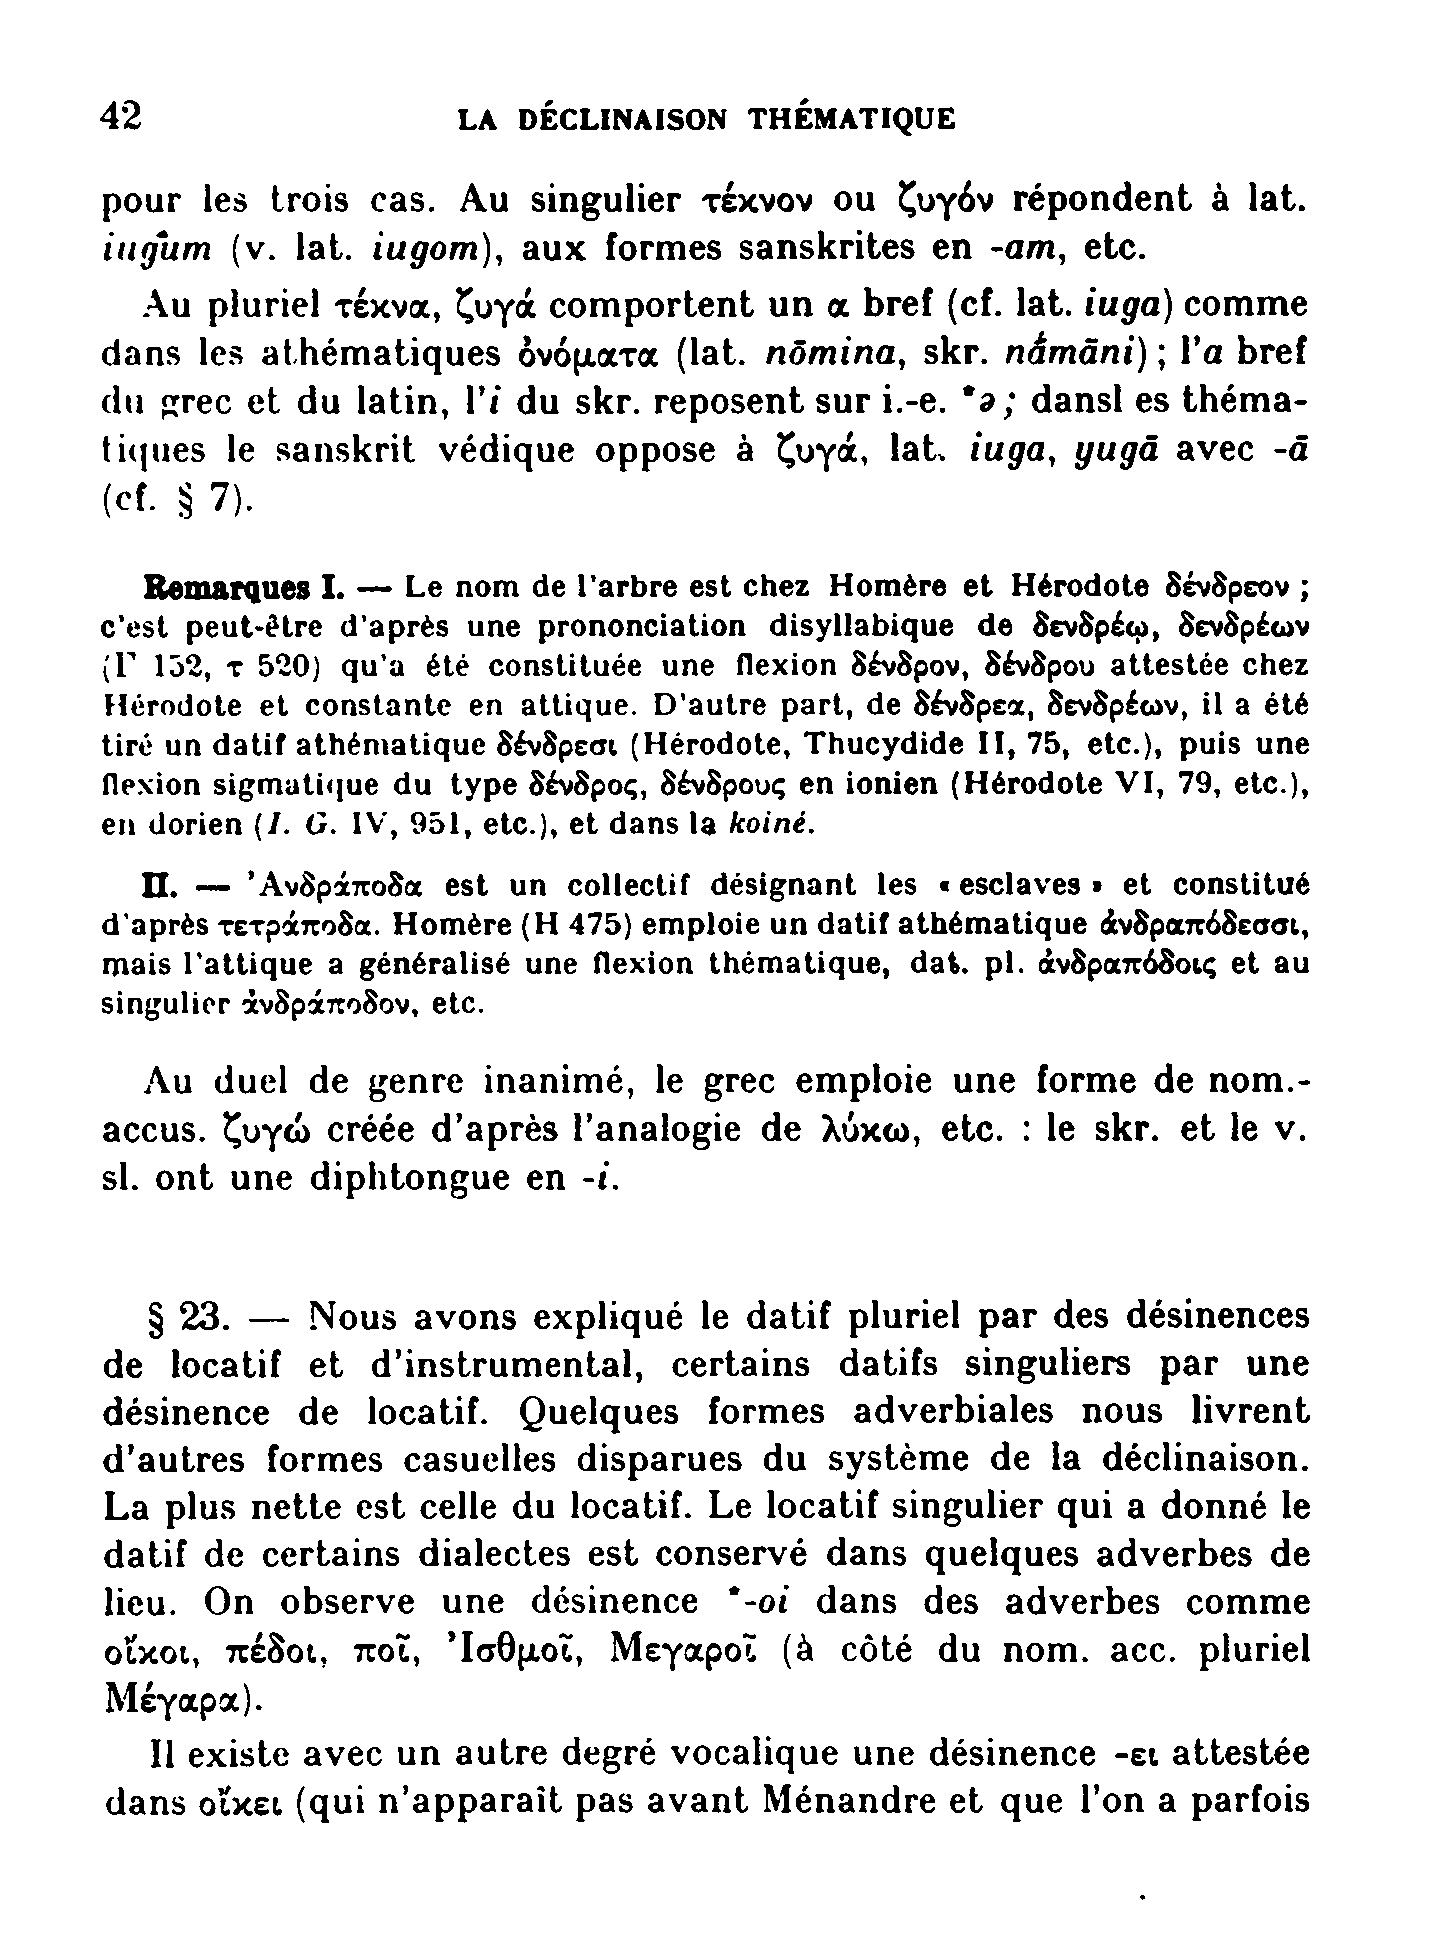 42 LA DÉCLINAISON THÉMATIQUE
pour les trois cas. Au singulier τέκνον ou ζυγόν répondent à lat.
iugum (v. lat. iugom), aux formes sanskrites en -am, etc.
Au pluriel τέκνα, ζυγά comportent un α bref (cf. lat. iuga) comme
dans les athématiques ὀνόματα (lat. nōmina, skr. nā́māni) ; l'a bref
du grec et du latin, l'i du skr. reposent sur i.-e. *ə ; dansl es théma-
tiques le sanskrit védique oppose à ζυγά, lat. iuga, yugā avec -ā
(cf. § 7).
Remarques I. — Le nom de l'arbre est chez Homère et Hérodote δένδρεον ;
c'est peut-être d'après une prononciation disyllabique de δενδρέῳ, δενδρέων
(Γ 152, τ 520) qu'a été constituée une flexion δένδρον, δένδρου attestée chez
Hérodote et constante en attique. D'autre part, de δένδρεα, δενδρέων, il a été
tiré un datif athématique δένδρεσι (Hérodote, Thucydide II, 75, etc.), puis une
flexion sigmatique du type δένδρος, δένδρους en ionien (Hérodote VI, 79, etc.),
en dorien (I. G. IV, 951, etc.), et dans la koiné.
II. — Ἀνδράποδα est un collectif désignant les « esclaves » et constitué
d'après τετράποδα. Homère (H 475) emploie un datif athématique ἀνδραπόδεσσι,
mais l'attique a généralisé une flexion thématique, dat. pl. ἀνδραπόδοις et au
singulier ἀνδράποδον, etc.
Au duel de genre inanimé, le grec emploie une forme de nom.-
accus. ζυγώ créée d'après l'analogie de λύκω, etc. : le skr. et le v.
sl. ont une diphtongue en -i.
§ 23. — Nous avons expliqué le datif pluriel par des désinences
de locatif et d'instrumental, certains datifs singuliers par une
désinence de locatif. Quelques formes adverbiales nous livrent
d'autres formes casuelles disparues du système de la déclinaison.
La plus nette est celle du locatif. Le locatif singulier qui a donné le
datif de certains dialectes est conservé dans quelques adverbes de
lieu. On observe une désinence *-oi dans des adverbes comme
οἴκοι, πέδοι, ποῖ, Ἰσθμοῖ, Μεγαροῖ (à côté du nom. acc. pluriel
Μέγαρα).
Il existe avec un autre degré vocalique une désinence -ει attestée
dans οἴκει (qui n'apparaît pas avant Ménandre et que l'on a parfois